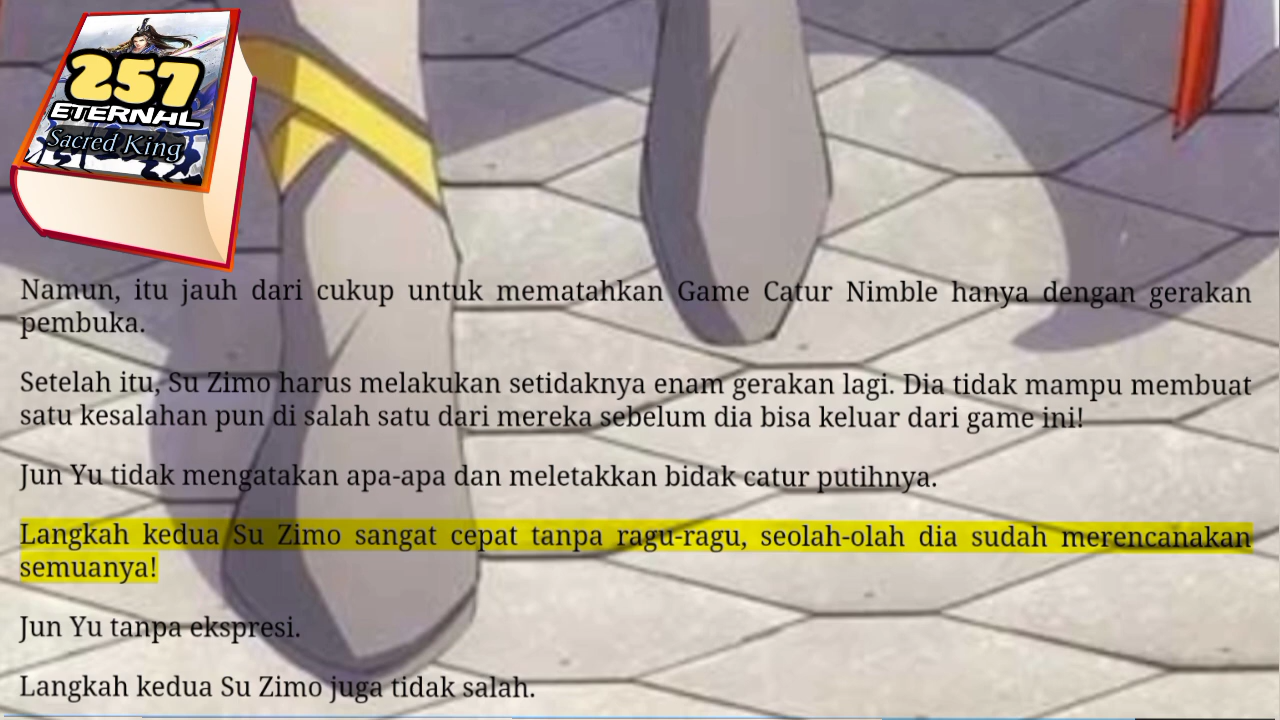 257
ETERNAL
Sacred King
Namun, itu jauh dari cukup untuk mematahkan Game Catur Nimble hanya dengan gerakan
pembuka.
Setelah itu, Su Zimo harus melakukan setidaknya enam gerakan lagi. Dia tidak mampu membuat
satu kesalahan pun di salah satu dari mereka sebelum dia bisa keluar dari game ini!
Jun Yu tidak mengatakan apa-apa dan meletakkan bidak catur putihnya.
Langkah kedua Su Zimo sangat cepat tanpa ragu-ragu, seolah-olah dia sudah merencanakan
semuanya!
Jun Yu tanpa ekspresi.
Langkah kedua Su Zimo juga tidak salah.